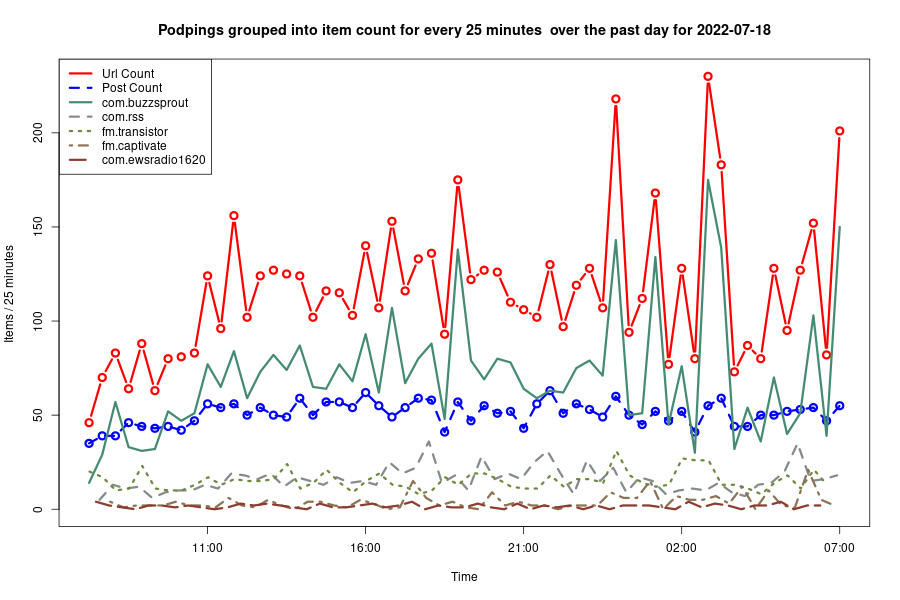 Podpings grouped into item count for every 25 minutes  over the past day for 2022-07-18
Url Count
Post Count
com.buzzsprout
com.rss
fm.transistor
fm.captivate
com.ewsradio1620
Items / 25 minutes
200
150
100
50
0
11:00 16:00 21:00 02:00 07:00
Time